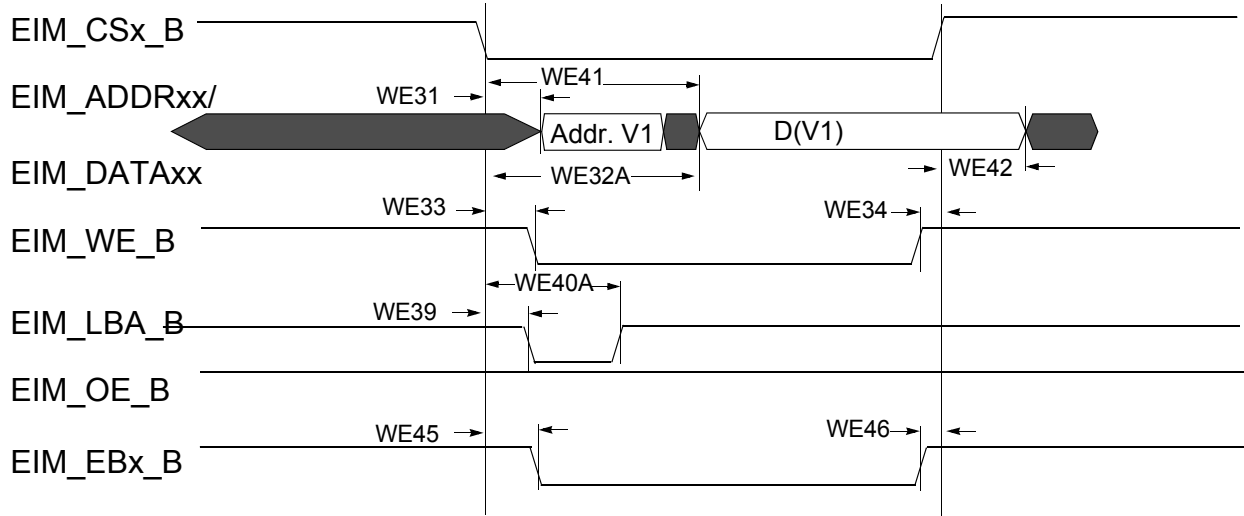 EIM_CSx_B
WE41
EIM_ADDRxx/
WE31
Addr. V1
D(V1)
EIM_DATAxx
WE32A
WE42
WE33
WE34
EIM_WE_B
WE40A
WE39
EIM_LBA_B
EIM_OE_B
WE45
WE46
EIM_EBx_B